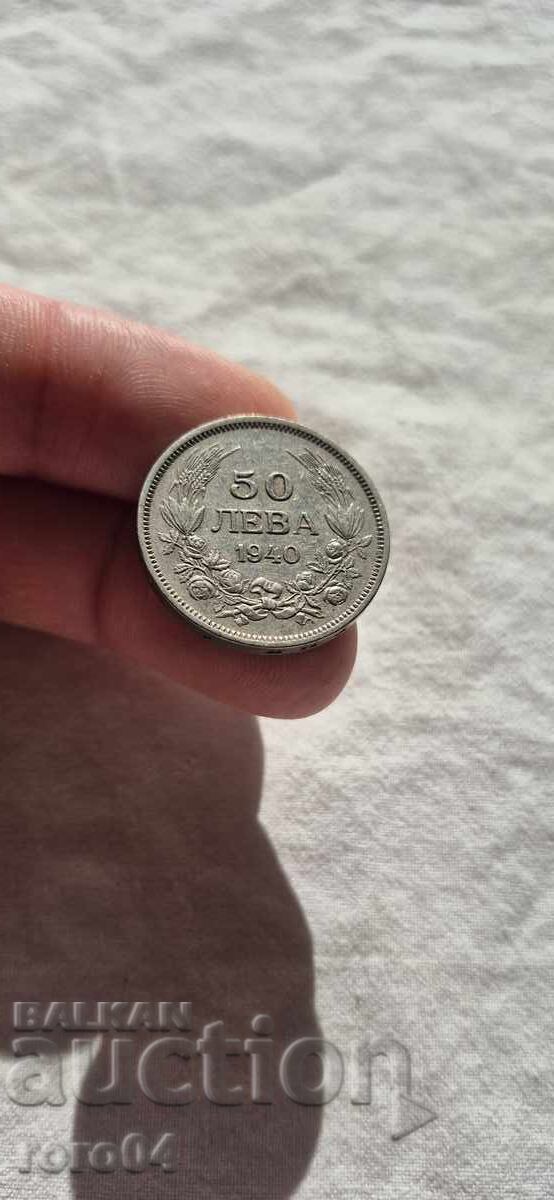 50
ЛЕВА
1940
BALKAN
auction
roro04